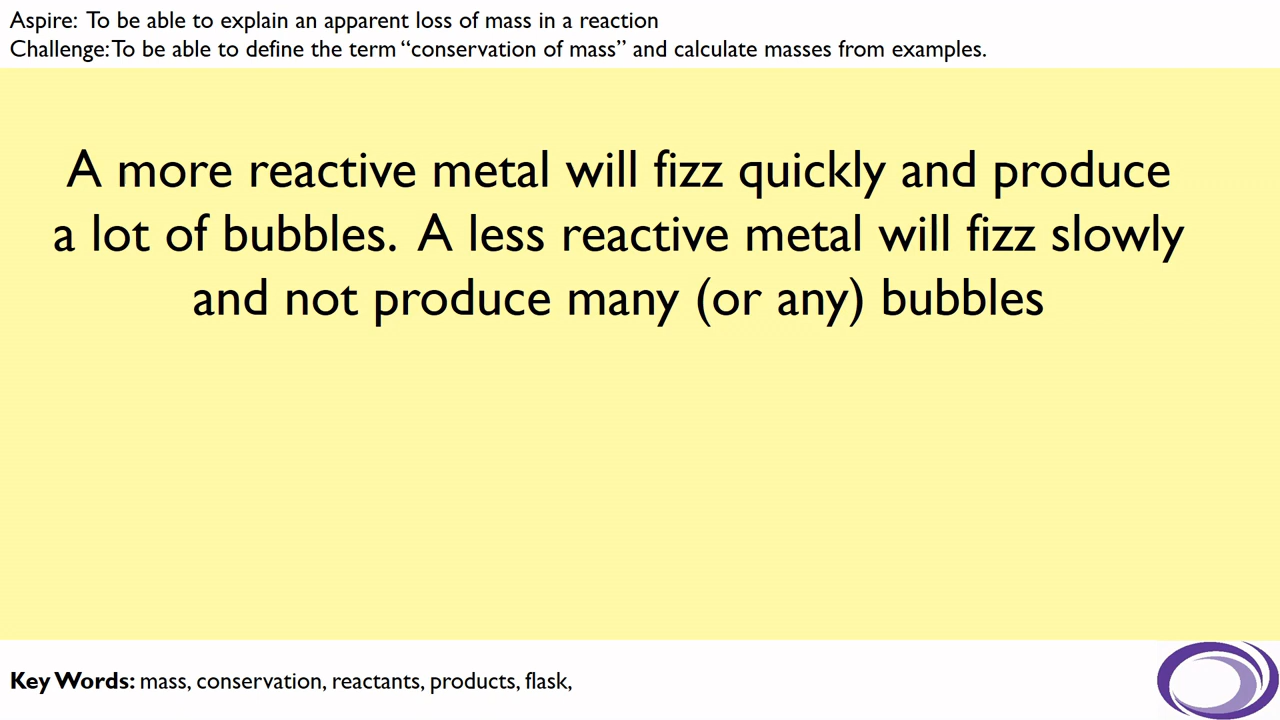 Aspire: To be able to explain an apparent loss of mass in a reaction
Challenge: To be able to define the term “conservation of mass” and calculate masses from examples.
A more reactive metal will fizz quickly and produce
a lot of bubbles. A less reactive metal will fizz slowly
and not produce many (or any) bubbles
Key Words: mass, conservation, reactants, products, flask,